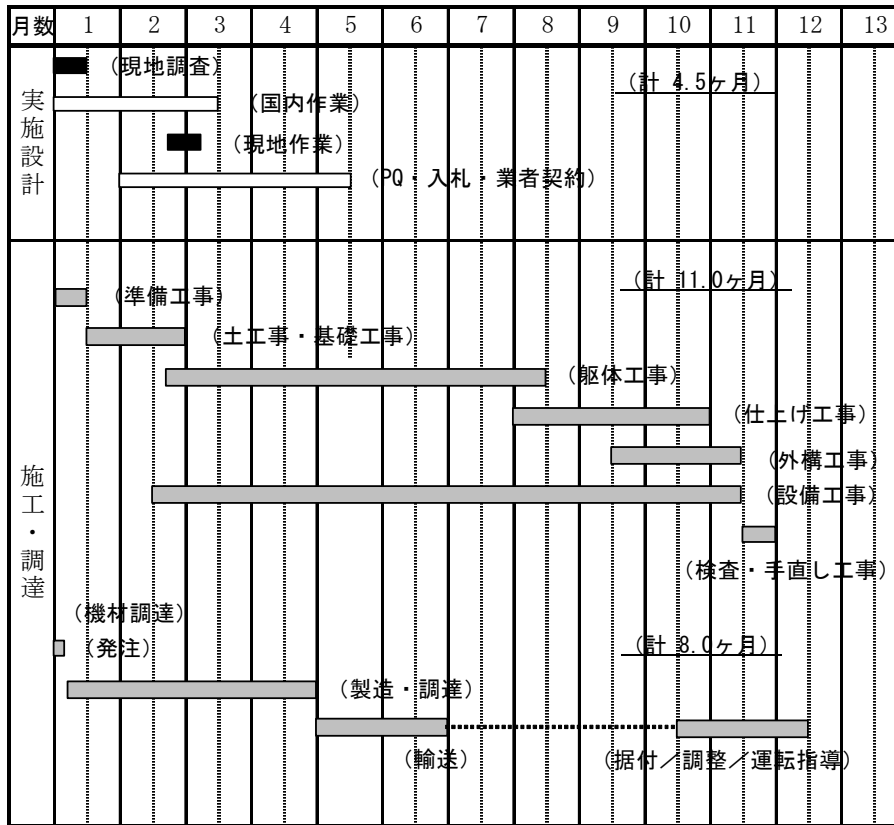 月数 1 2 3 4 5 6 7 8 9 10 11 12 13
実施設計
(現地調査)
(計 4.5ヶ月)
(国内作業)
(現地作業)
(PQ・入札・業者契約)
施工・調達
(計 11.0ヶ月)
(準備工事)
(土工事・基礎工事)
(躯体工事)
(仕上げ工事)
(外構工事)
(設備工事)
(検査・手直し工事)
(機材調達)
(発注)
(計 8.0ヶ月)
(製造・調達)
(輸送)
(据付／調整／運転指導)